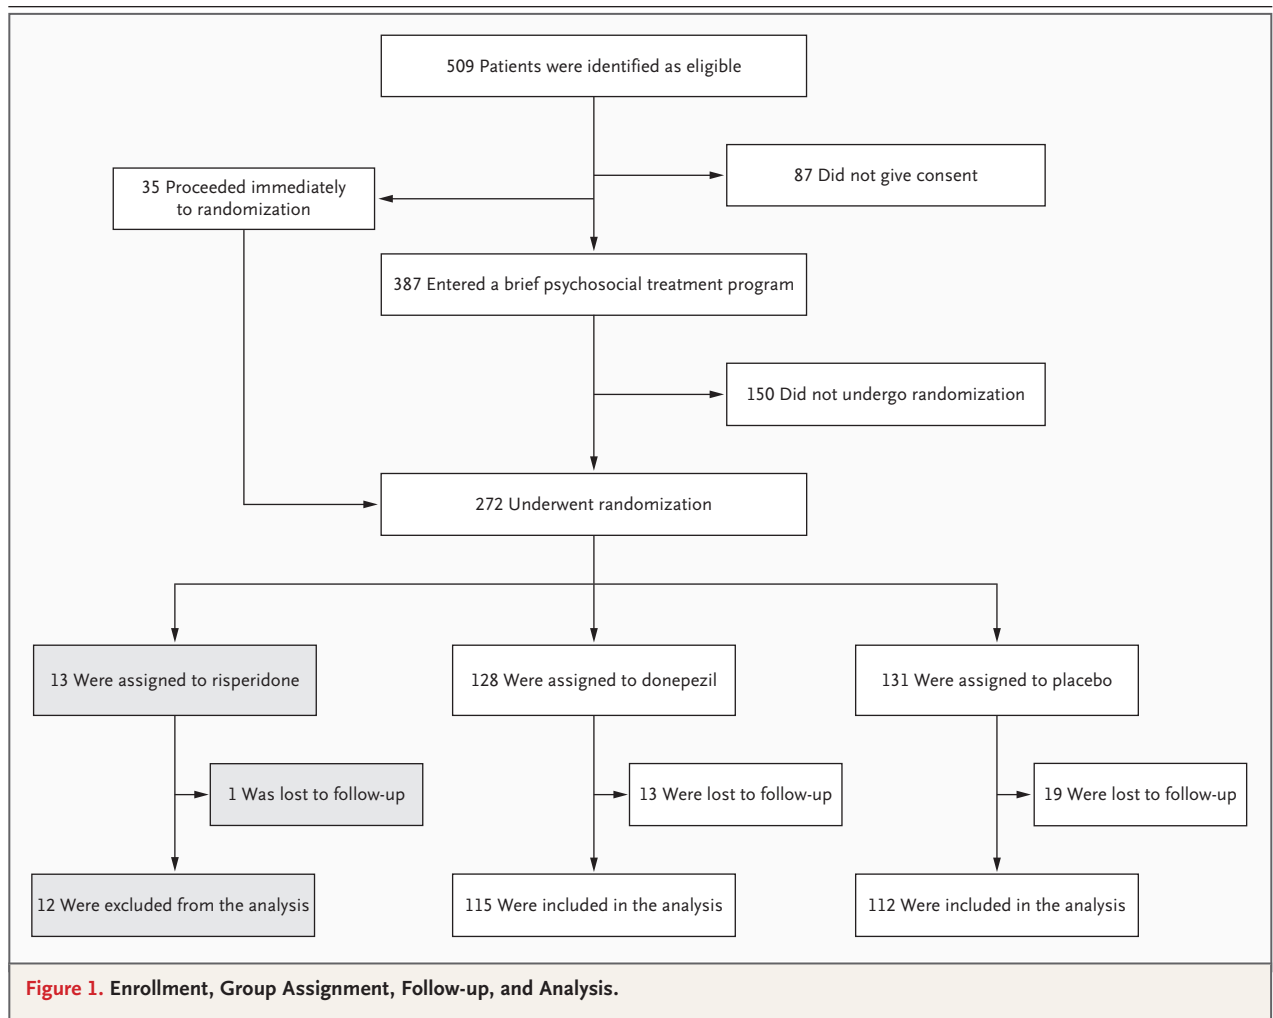 509 Patients were identified as eligible
87 Did not give consent
35 Proceeded immediately
to randomization
387 Entered a brief psychosocial treatment program
150 Did not undergo randomization
272 Underwent randomization
13 Were assigned to risperidone
128 Were assigned to donepezil
131 Were assigned to placebo
1 Was lost to follow-up
13 Were lost to follow-up
19 Were lost to follow-up
12 Were excluded from the analysis
115 Were included in the analysis
112 Were included in the analysis
Figure 1. Enrollment, Group Assignment, Follow-up, and Analysis.